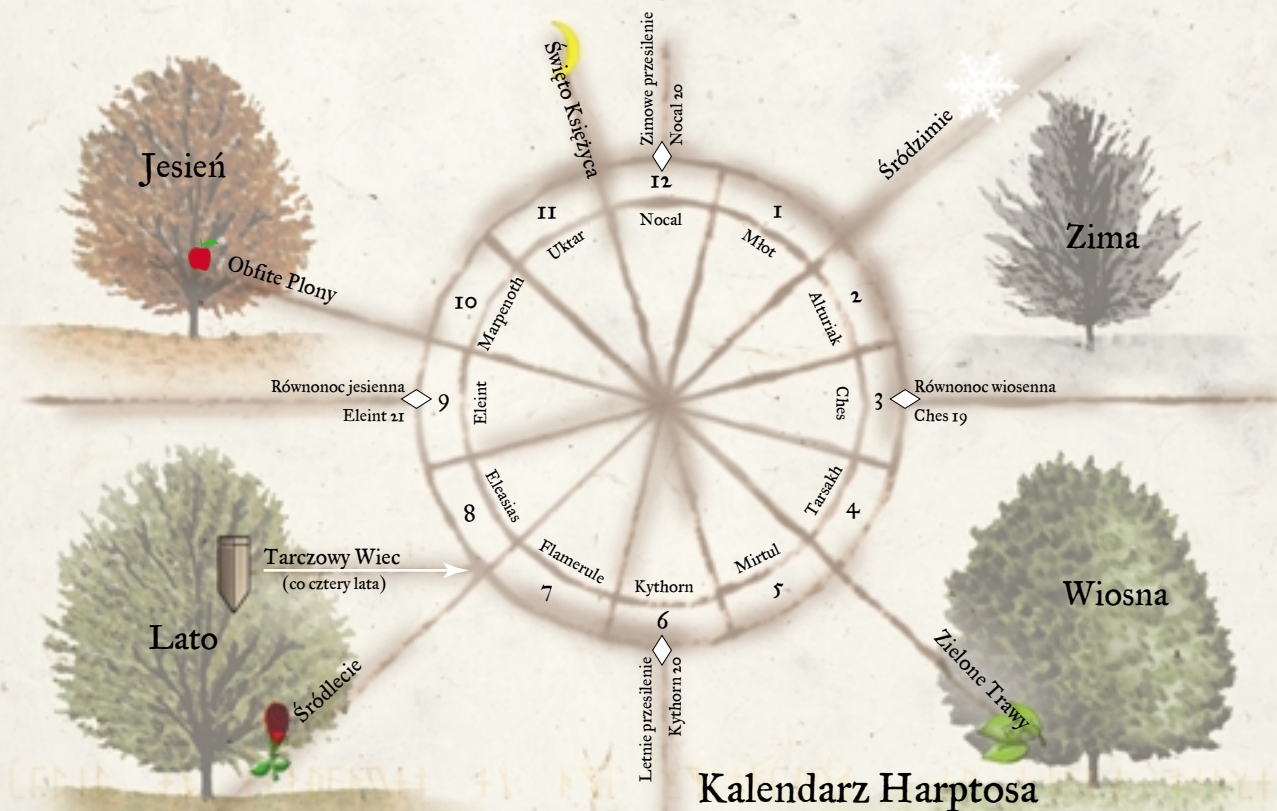 Święto Księżyca
Zimowe przesilenie
Nocal 20
Śródzimie
Jesień
Zima
Obfite Plony
12
Nocal
1
Młot
2
Alturiak
3
Ches
4
Tarsakh
5
Mirtul
6
Kythorn
7
Flamerule
8
Eleasias
9
Eleint
10
Marpenoth
11
Uktar
Równonoc jesienna
Eleint 21
Równonoc wiosenna
Ches 19
Tarczowy Wiec
(co cztery lata)
Lato
Śródlecie
Letnie przesilenie
Kythorn 20
Wiosna
Zielone Trawy
Kalendarz Harptosa